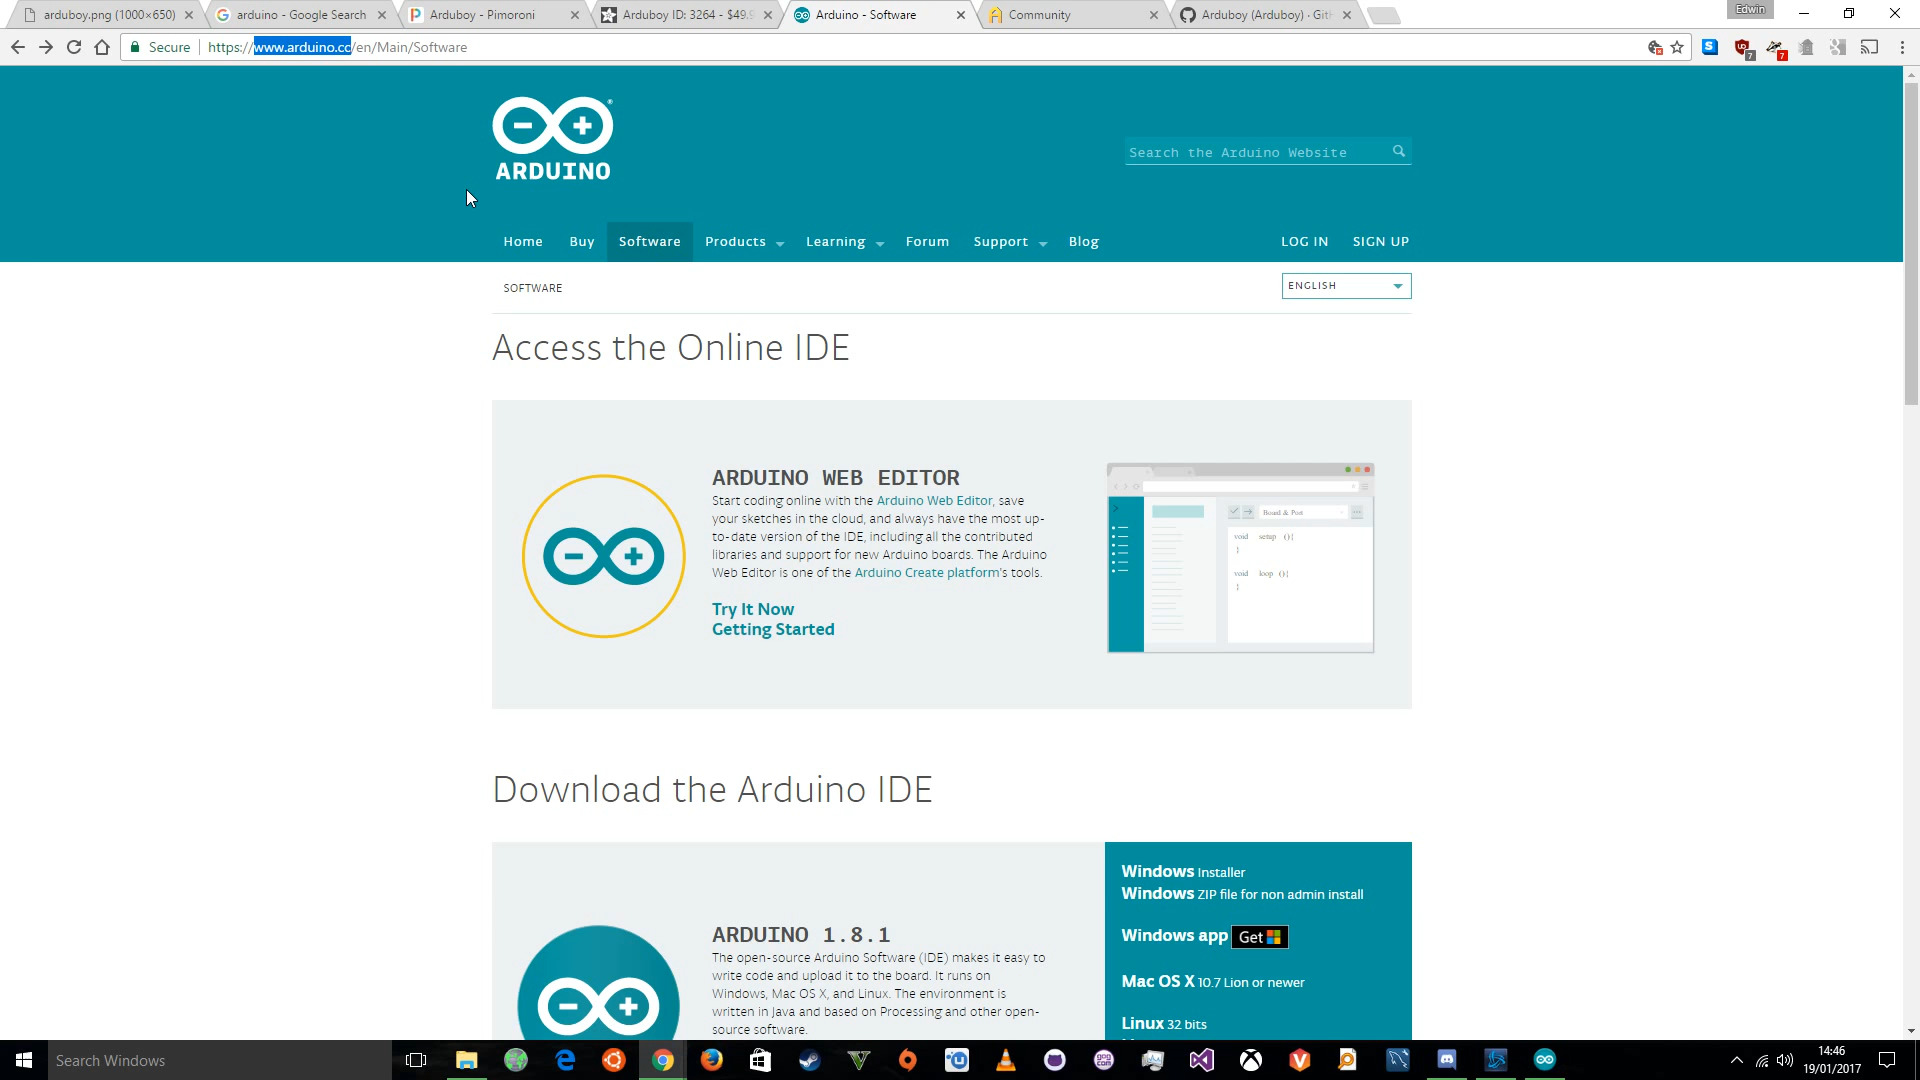 arduboy.png (1000×650)
arduino - Google Search
Arduboy - Pimoroni
Arduboy ID: 3264 - $49.9
Arduino - Software
Community
Arduboy (Arduboy) · Git
Edwin
Secure
https://www.arduino.cc/en/Main/Software
ARDUINO
Search the Arduino Website
Home
Buy
Software
Products
Learning
Forum
Support
Blog
LOG IN
SIGN UP
SOFTWARE
ENGLISH
Access the Online IDE
ARDUINO WEB EDITOR
Start coding online with the Arduino Web Editor, save
your sketches in the cloud, and always have the most up-
to-date version of the IDE, including all the contributed
libraries and support for new Arduino boards. The Arduino
Web Editor is one of the Arduino Create platform's tools.
Try It Now
Getting Started
Board & Port
void setup (){
}
void loop (){
}
Download the Arduino IDE
ARDUINO 1.8.1
The open-source Arduino Software (IDE) makes it easy to
write code and upload it to the board. It runs on
Windows, Mac OS X, and Linux. The environment is
written in Java and based on Processing and other open-
source software.
Windows Installer
Windows ZIP file for non admin install
Windows app Get
Mac OS X 10.7 Lion or newer
Linux 32 bits
Search Windows
14:46
19/01/2017